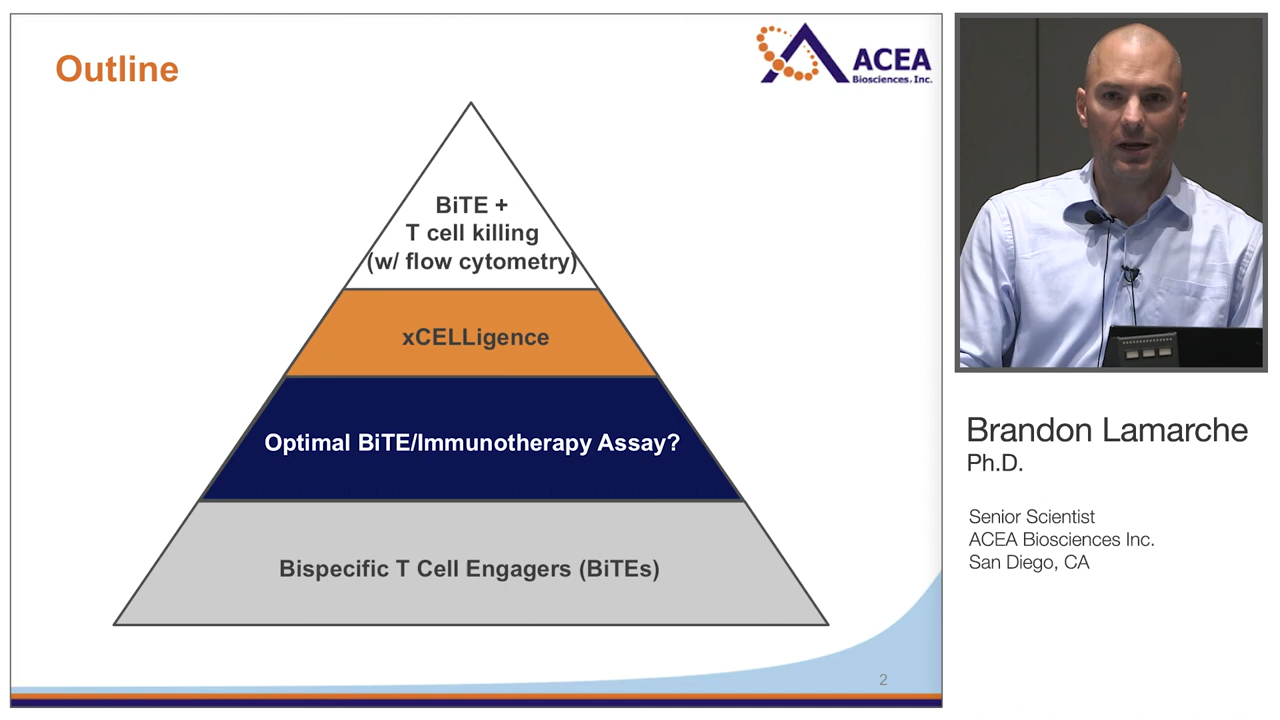 Outline
ACEA
Biosciences, Inc.
BiTE +
T cell killing
(w/ flow cytometry)
xCELLigence
Optimal BiTE/Immunotherapy Assay?
Bispecific T Cell Engagers (BiTEs)
2
Brandon Lamarche
Ph.D.
Senior Scientist
ACEA Biosciences Inc.
San Diego, CA